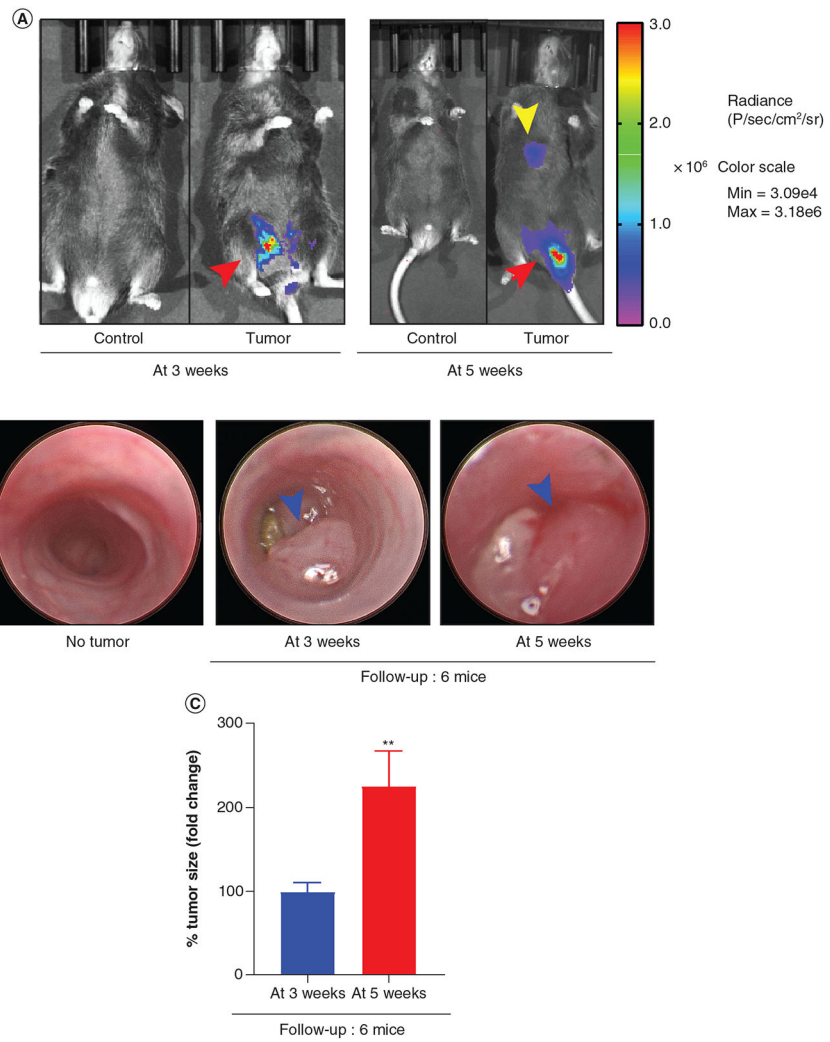 A
3.0
2.0
1.0
0.0
Radiance
(P/sec/cm²/sr)
× 10⁶ Color scale
Min = 3.09e4
Max = 3.18e6
Control
Tumor
Control
Tumor
At 3 weeks
At 5 weeks
No tumor
At 3 weeks
At 5 weeks
Follow-up : 6 mice
C
% tumor size (fold change)
300
200
100
0
**
At 3 weeks
At 5 weeks
Follow-up : 6 mice